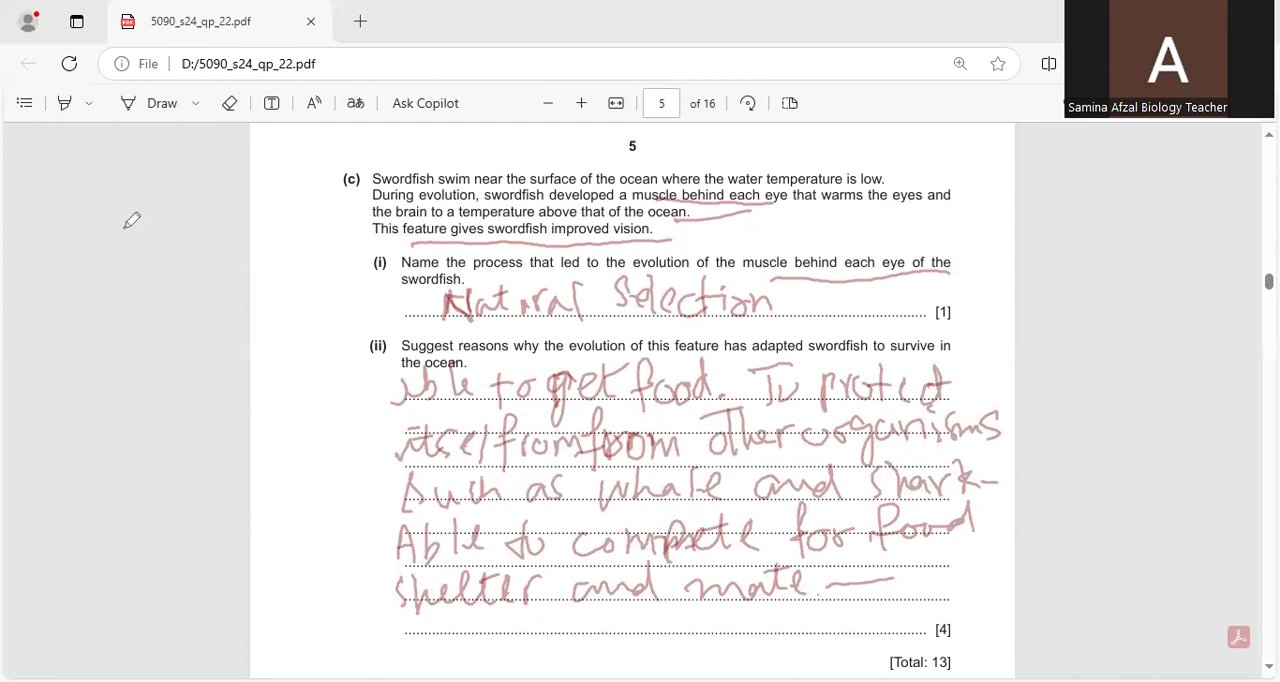 5090_s24_qp_22.pdf
File D:/5090_s24_qp_22.pdf
A
Samina Afzal Biology Teacher
Draw aあ Ask Copilot 5 of 16
5
(c) Swordfish swim near the surface of the ocean where the water temperature is low.
During evolution, swordfish developed a muscle behind each eye that warms the eyes and
the brain to a temperature above that of the ocean.
This feature gives swordfish improved vision.
(i) Name the process that led to the evolution of the muscle behind each eye of the
swordfish.
Natural Selection
[1]
(ii) Suggest reasons why the evolution of this feature has adapted swordfish to survive in
the ocean.
able to get food. To protect
itself from from other organisms
such as whale and shark-
Able to compete for food
shelter and mate.
[4]
[Total: 13]